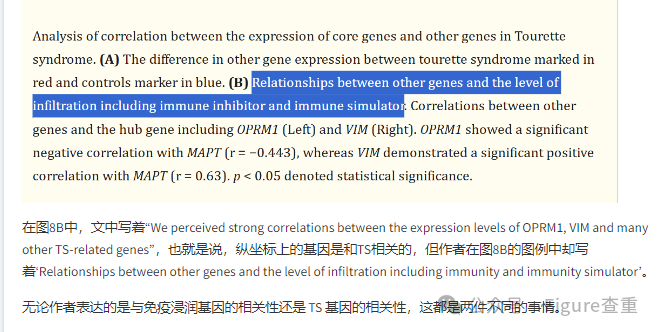 Analysis of correlation between the expression of core genes and other genes in Tourette
syndrome. (A) The difference in other gene expression between tourette syndrome marked in
red and controls marker in blue. (B) Relationships between other genes and the level of
infiltration including immune inhibitor and immune simulator. Correlations between other
genes and the hub gene including OPRM1 (Left) and VIM (Right). OPRM1 showed a significant
negative correlation with MAPT (r = −0.443), whereas VIM demonstrated a significant positive
correlation with MAPT (r = 0.63). p < 0.05 denoted statistical significance.
在图8B中，文中写着“We perceived strong correlations between the expression levels of OPRM1, VIM and many
other TS-related genes”，也就是说，纵坐标上的基因是和TS相关的，但作者在图8B的图例中却写
着‘Relationships between other genes and the level of infiltration including immunity and immunity simulator’。
无论作者表达的是与免疫浸润基因的相关性还是 TS 基因的相关性，这都是两件不同的事情。
公众号 · Figure查重